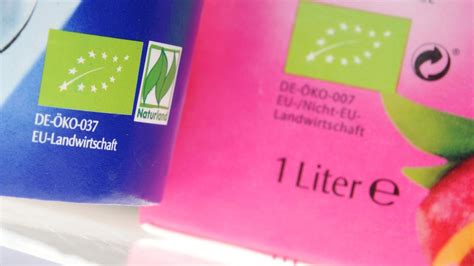 Naturland
DE-ÖKO-037
EU-Landwirtschaft
DE-ÖKO-007
EU-/Nicht-EU-
Landwirtschaft
1 Liter e